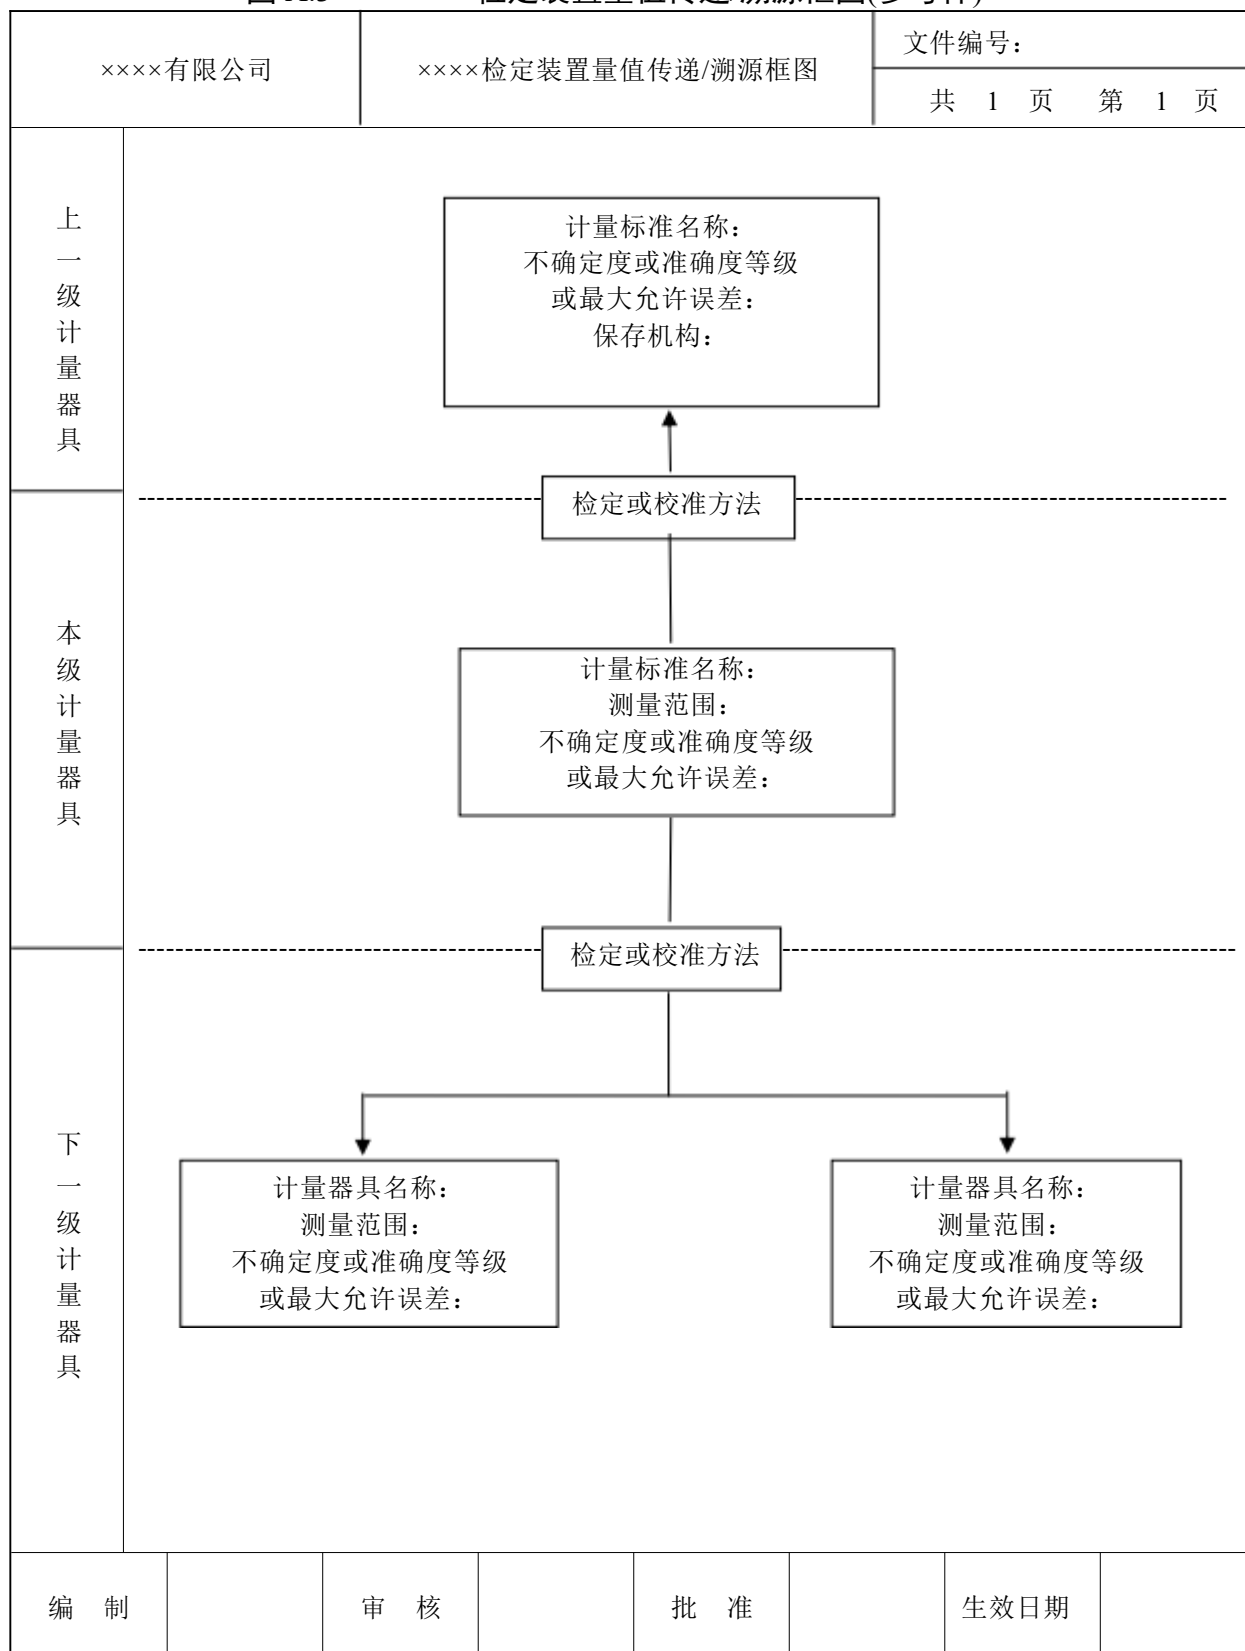 ××××有限公司
××××检定装置量值传递/溯源框图
文件编号：
共 1 页 第 1 页
上一级计量器具
计量标准名称：
不确定度或准确度等级
或最大允许误差：
保存机构：
检定或校准方法
本级计量器具
计量标准名称：
测量范围：
不确定度或准确度等级
或最大允许误差：
检定或校准方法
下一级计量器具
计量器具名称：
测量范围：
不确定度或准确度等级
或最大允许误差：
计量器具名称：
测量范围：
不确定度或准确度等级
或最大允许误差：
编 制
审 核
批 准
生效日期